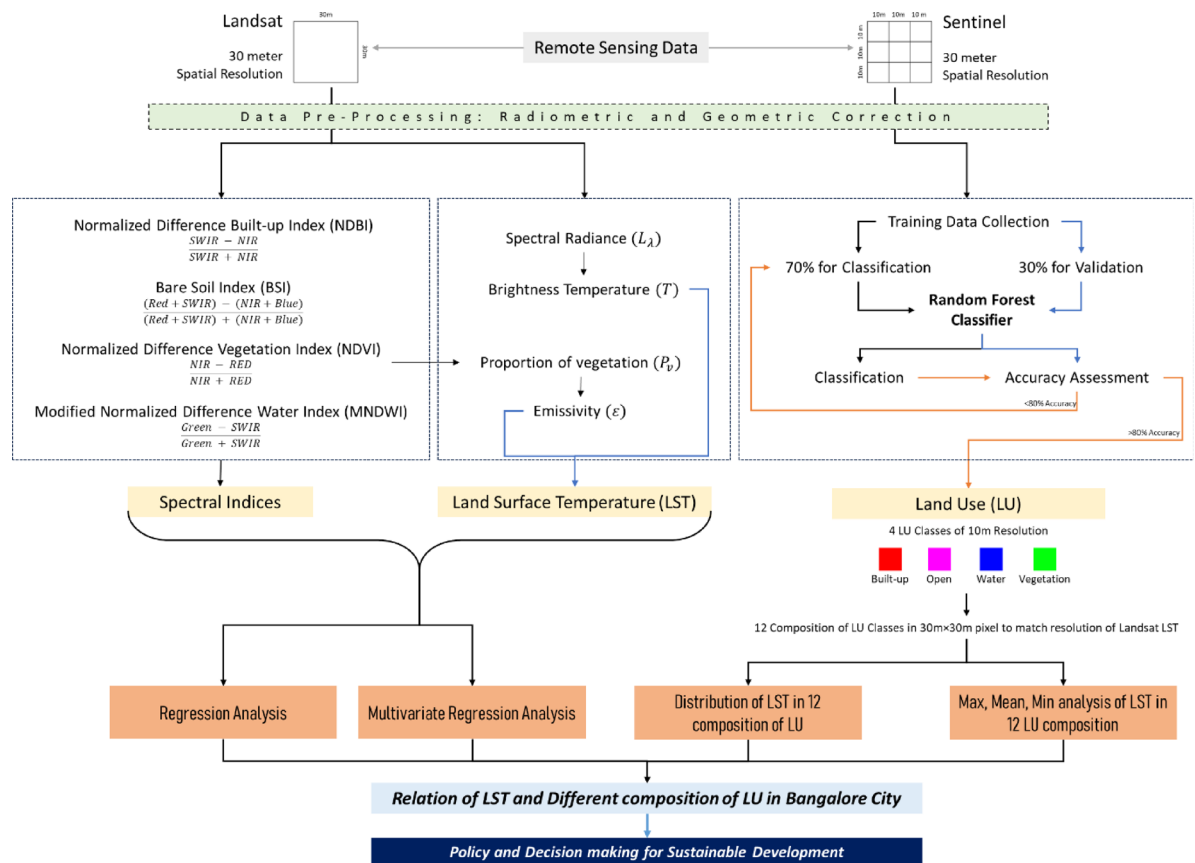 Landsat
30 meter
Spatial Resolution
30m
30m
Remote Sensing Data
10m 10m 10 m
10m 10m 10 m
Sentinel
30 meter
Spatial Resolution
Data Pre-Processing: Radiometric and Geometric Correction
Normalized Difference Built-up Index (NDBI)
SWIR − NIR
SWIR + NIR
Bare Soil Index (BSI)
(Red + SWIR) − (NIR + Blue)
(Red + SWIR) + (NIR + Blue)
Normalized Difference Vegetation Index (NDVI)
NIR − RED
NIR + RED
Modified Normalized Difference Water Index (MNDWI)
Green − SWIR
Green + SWIR
Spectral Radiance (Lλ)
Brightness Temperature (T)
Proportion of vegetation (Pv)
Emissivity (ε)
Training Data Collection
70% for Classification
30% for Validation
Random Forest
Classifier
Classification
Accuracy Assessment
<80% Accuracy
>80% Accuracy
Spectral Indices
Land Surface Temperature (LST)
Land Use (LU)
4 LU Classes of 10m Resolution
Built-up Open Water Vegetation
12 Composition of LU Classes in 30m×30m pixel to match resolution of Landsat LST
Regression Analysis
Multivariate Regression Analysis
Distribution of LST in 12
composition of LU
Max, Mean, Min analysis of LST in
12 LU composition
Relation of LST and Different composition of LU in Bangalore City
Policy and Decision making for Sustainable Development